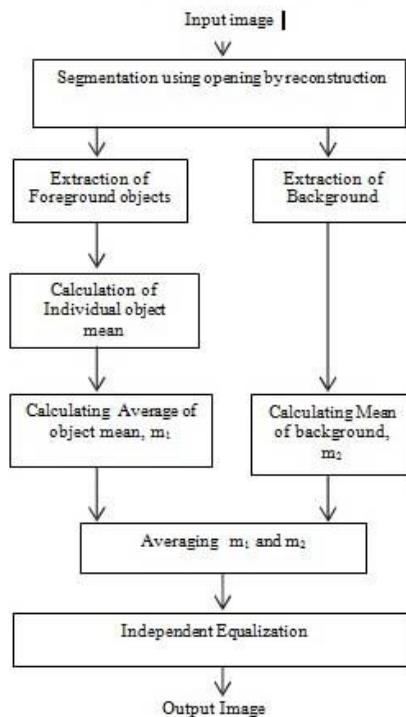 Input image
Segmentation using opening by reconstruction
Extraction of
Foreground objects
Extraction of
Background
Calculation of
Individual object
mean
Calculating Average of
object mean, m₁
Calculating Mean
of background,
m₂
Averaging m₁ and m₂
Independent Equalization
Output Image